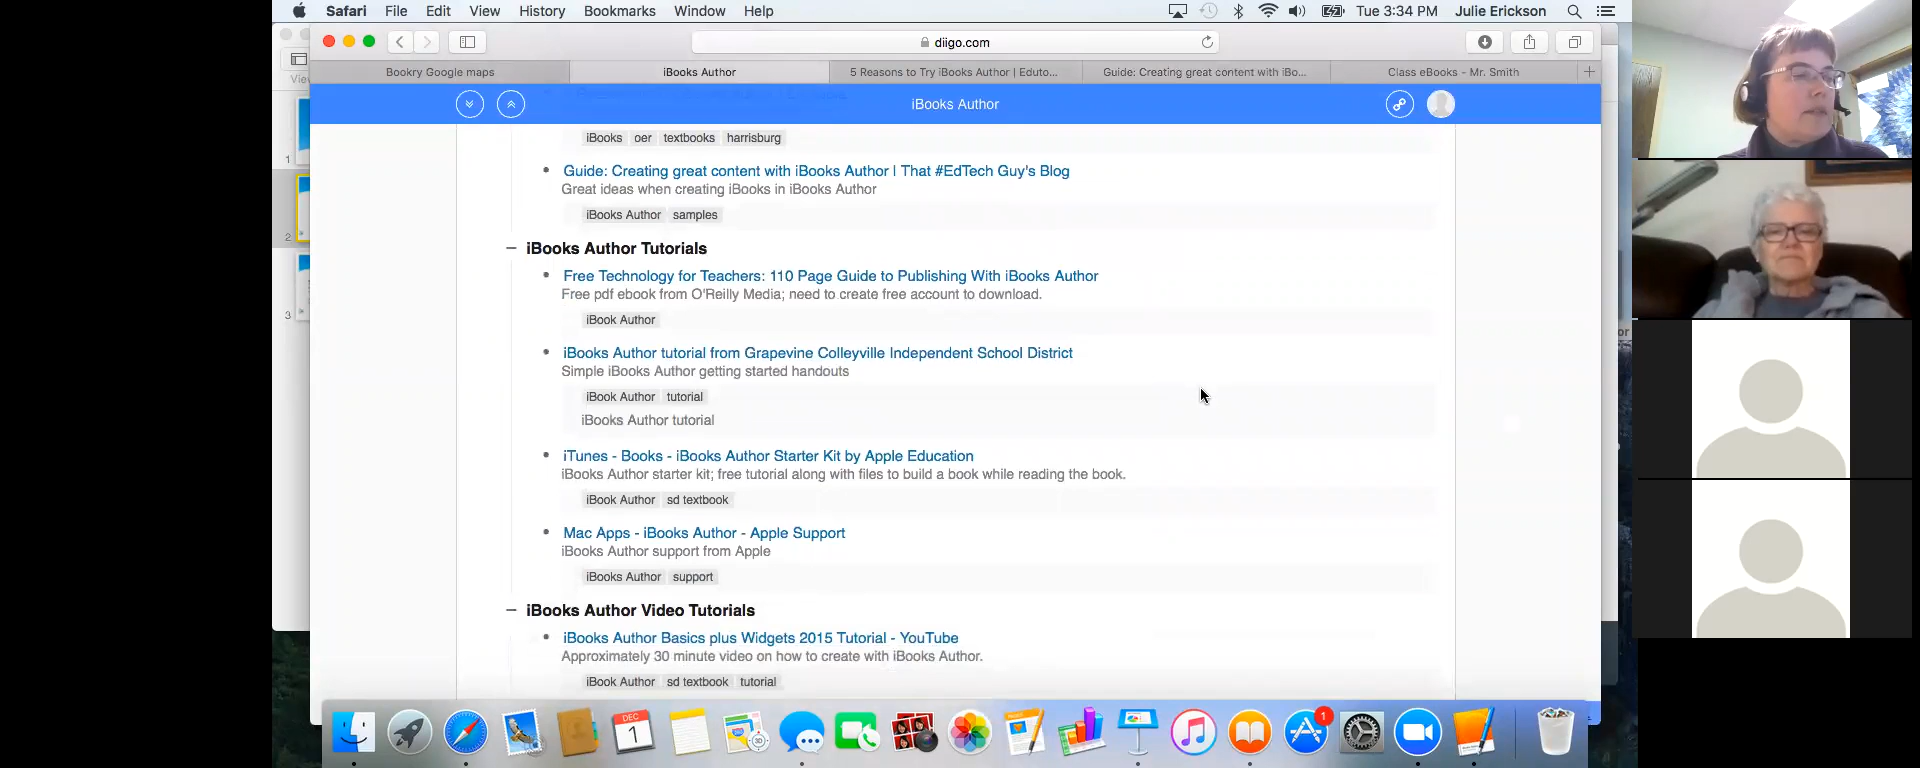 Safari File Edit View History Bookmarks Window Help Tue 3:34 PM Julie Erickson
diigo.com
Bookry Google maps iBooks Author 5 Reasons to Try iBooks Author | Eduto... Guide: Creating great content with iBo... Class eBooks - Mr. Smith
iBooks Author
iBooks oer textbooks harrisburg
Guide: Creating great content with iBooks Author | That #EdTech Guy's Blog
Great ideas when creating iBooks in iBooks Author
iBooks Author samples
iBooks Author Tutorials
Free Technology for Teachers: 110 Page Guide to Publishing With iBooks Author
Free pdf ebook from O'Reilly Media; need to create free account to download.
iBook Author
iBooks Author tutorial from Grapevine Colleyville Independent School District
Simple iBooks Author getting started handouts
iBook Author tutorial
iBooks Author tutorial
iTunes - Books - iBooks Author Starter Kit by Apple Education
iBooks Author starter kit; free tutorial along with files to build a book while reading the book.
iBook Author sd textbook
Mac Apps - iBooks Author - Apple Support
iBooks Author support from Apple
iBooks Author support
iBooks Author Video Tutorials
iBooks Author Basics plus Widgets 2015 Tutorial - YouTube
Approximately 30 minute video on how to create with iBooks Author.
iBook Author sd textbook tutorial
1
2
3
DEC
1
1